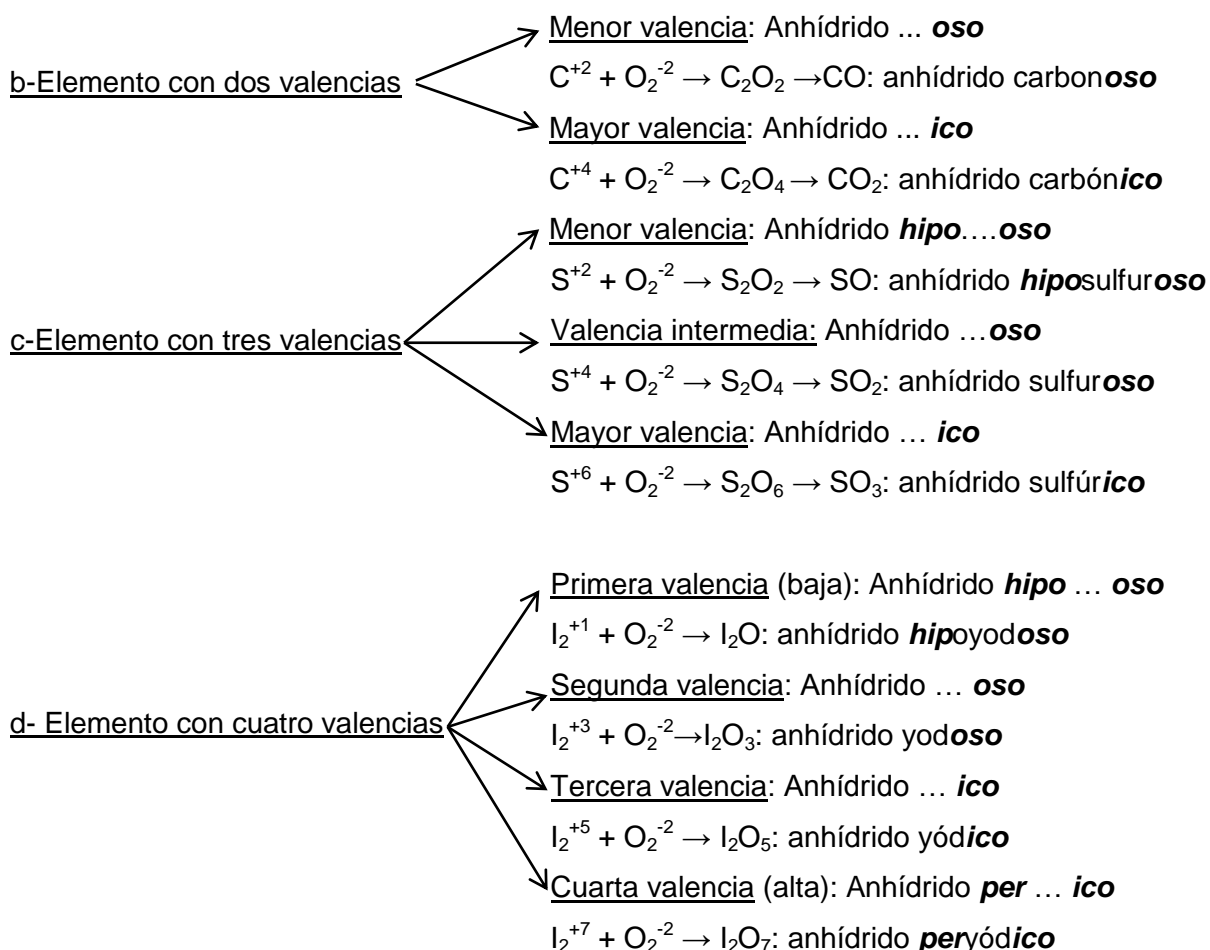 b-Elemento con dos valencias
Menor valencia: Anhídrido ... oso
C⁺² + O₂⁻² → C₂O₂ →CO: anhídrido carbonoso
Mayor valencia: Anhídrido ... ico
C⁺⁴ + O₂⁻² → C₂O₄ → CO₂: anhídrido carbónico
c-Elemento con tres valencias
Menor valencia: Anhídrido hipo....oso
S⁺² + O₂⁻² → S₂O₂ → SO: anhídrido hiposulfuroso
Valencia intermedia: Anhídrido …oso
S⁺⁴ + O₂⁻² → S₂O₄ → SO₂: anhídrido sulfuroso
Mayor valencia: Anhídrido … ico
S⁺⁶ + O₂⁻² → S₂O₆ → SO₃: anhídrido sulfúrico
d- Elemento con cuatro valencias
Primera valencia (baja): Anhídrido hipo … oso
I₂⁺¹ + O₂⁻² → I₂O: anhídrido hipoyodoso
Segunda valencia: Anhídrido … oso
I₂⁺³ + O₂⁻²→I₂O₃: anhídrido yodoso
Tercera valencia: Anhídrido … ico
I₂⁺⁵ + O₂⁻² → I₂O₅: anhídrido yódico
Cuarta valencia (alta): Anhídrido per … ico
I₂⁺⁷ + O₂⁻² → I₂O₇: anhídrido peryódico